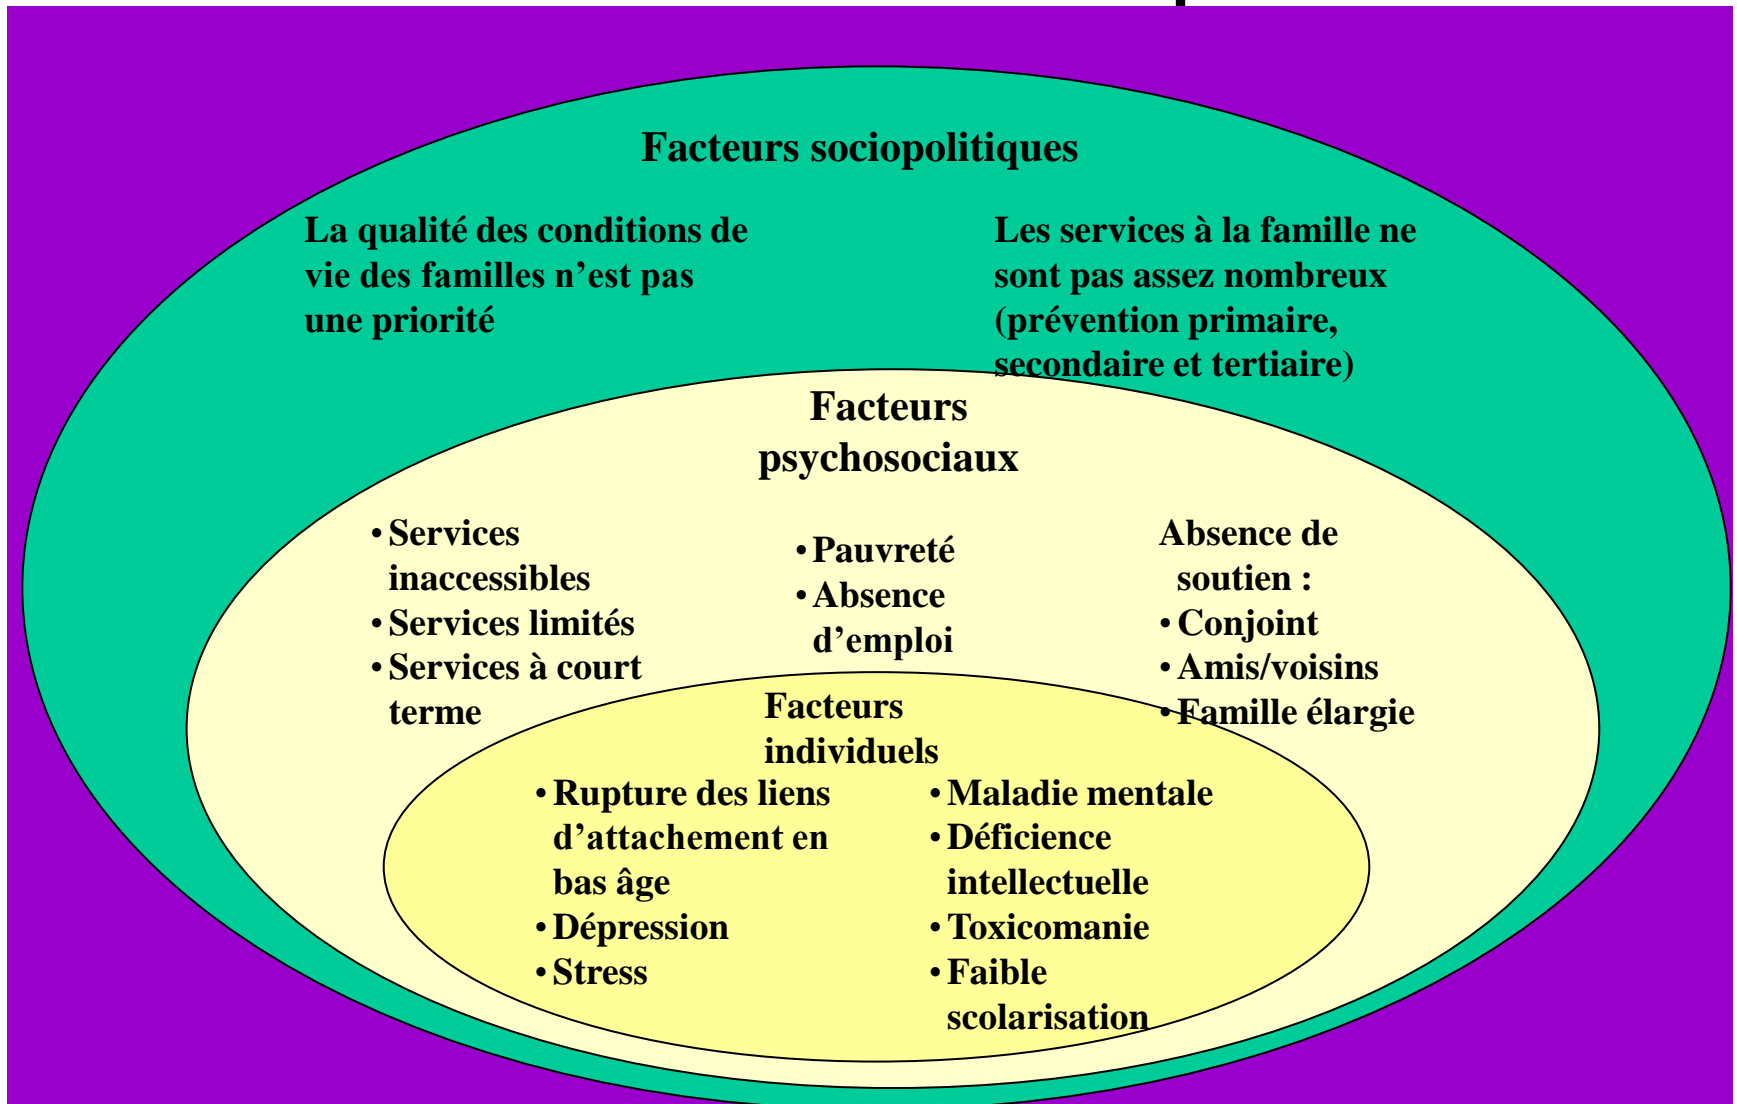 Facteurs sociopolitiques
La qualité des conditions de
vie des familles n’est pas
une priorité
Les services à la famille ne
sont pas assez nombreux
(prévention primaire,
secondaire et tertiaire)
Facteurs
psychosociaux
• Services
inaccessibles
• Services limités
• Services à court
terme
• Pauvreté
• Absence
d’emploi
Absence de
soutien :
• Conjoint
• Amis/voisins
• Famille élargie
Facteurs
individuels
• Rupture des liens
d’attachement en
bas âge
• Dépression
• Stress
• Maladie mentale
• Déficience
intellectuelle
• Toxicomanie
• Faible
scolarisation